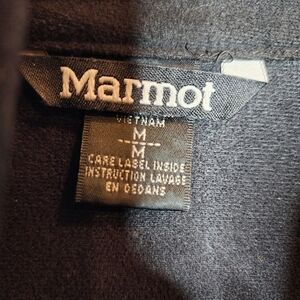 Marmot
VIETNAM
M
M
CARE LABEL INSIDE
INSTRUCTION LAVAGE
EN DEDANS